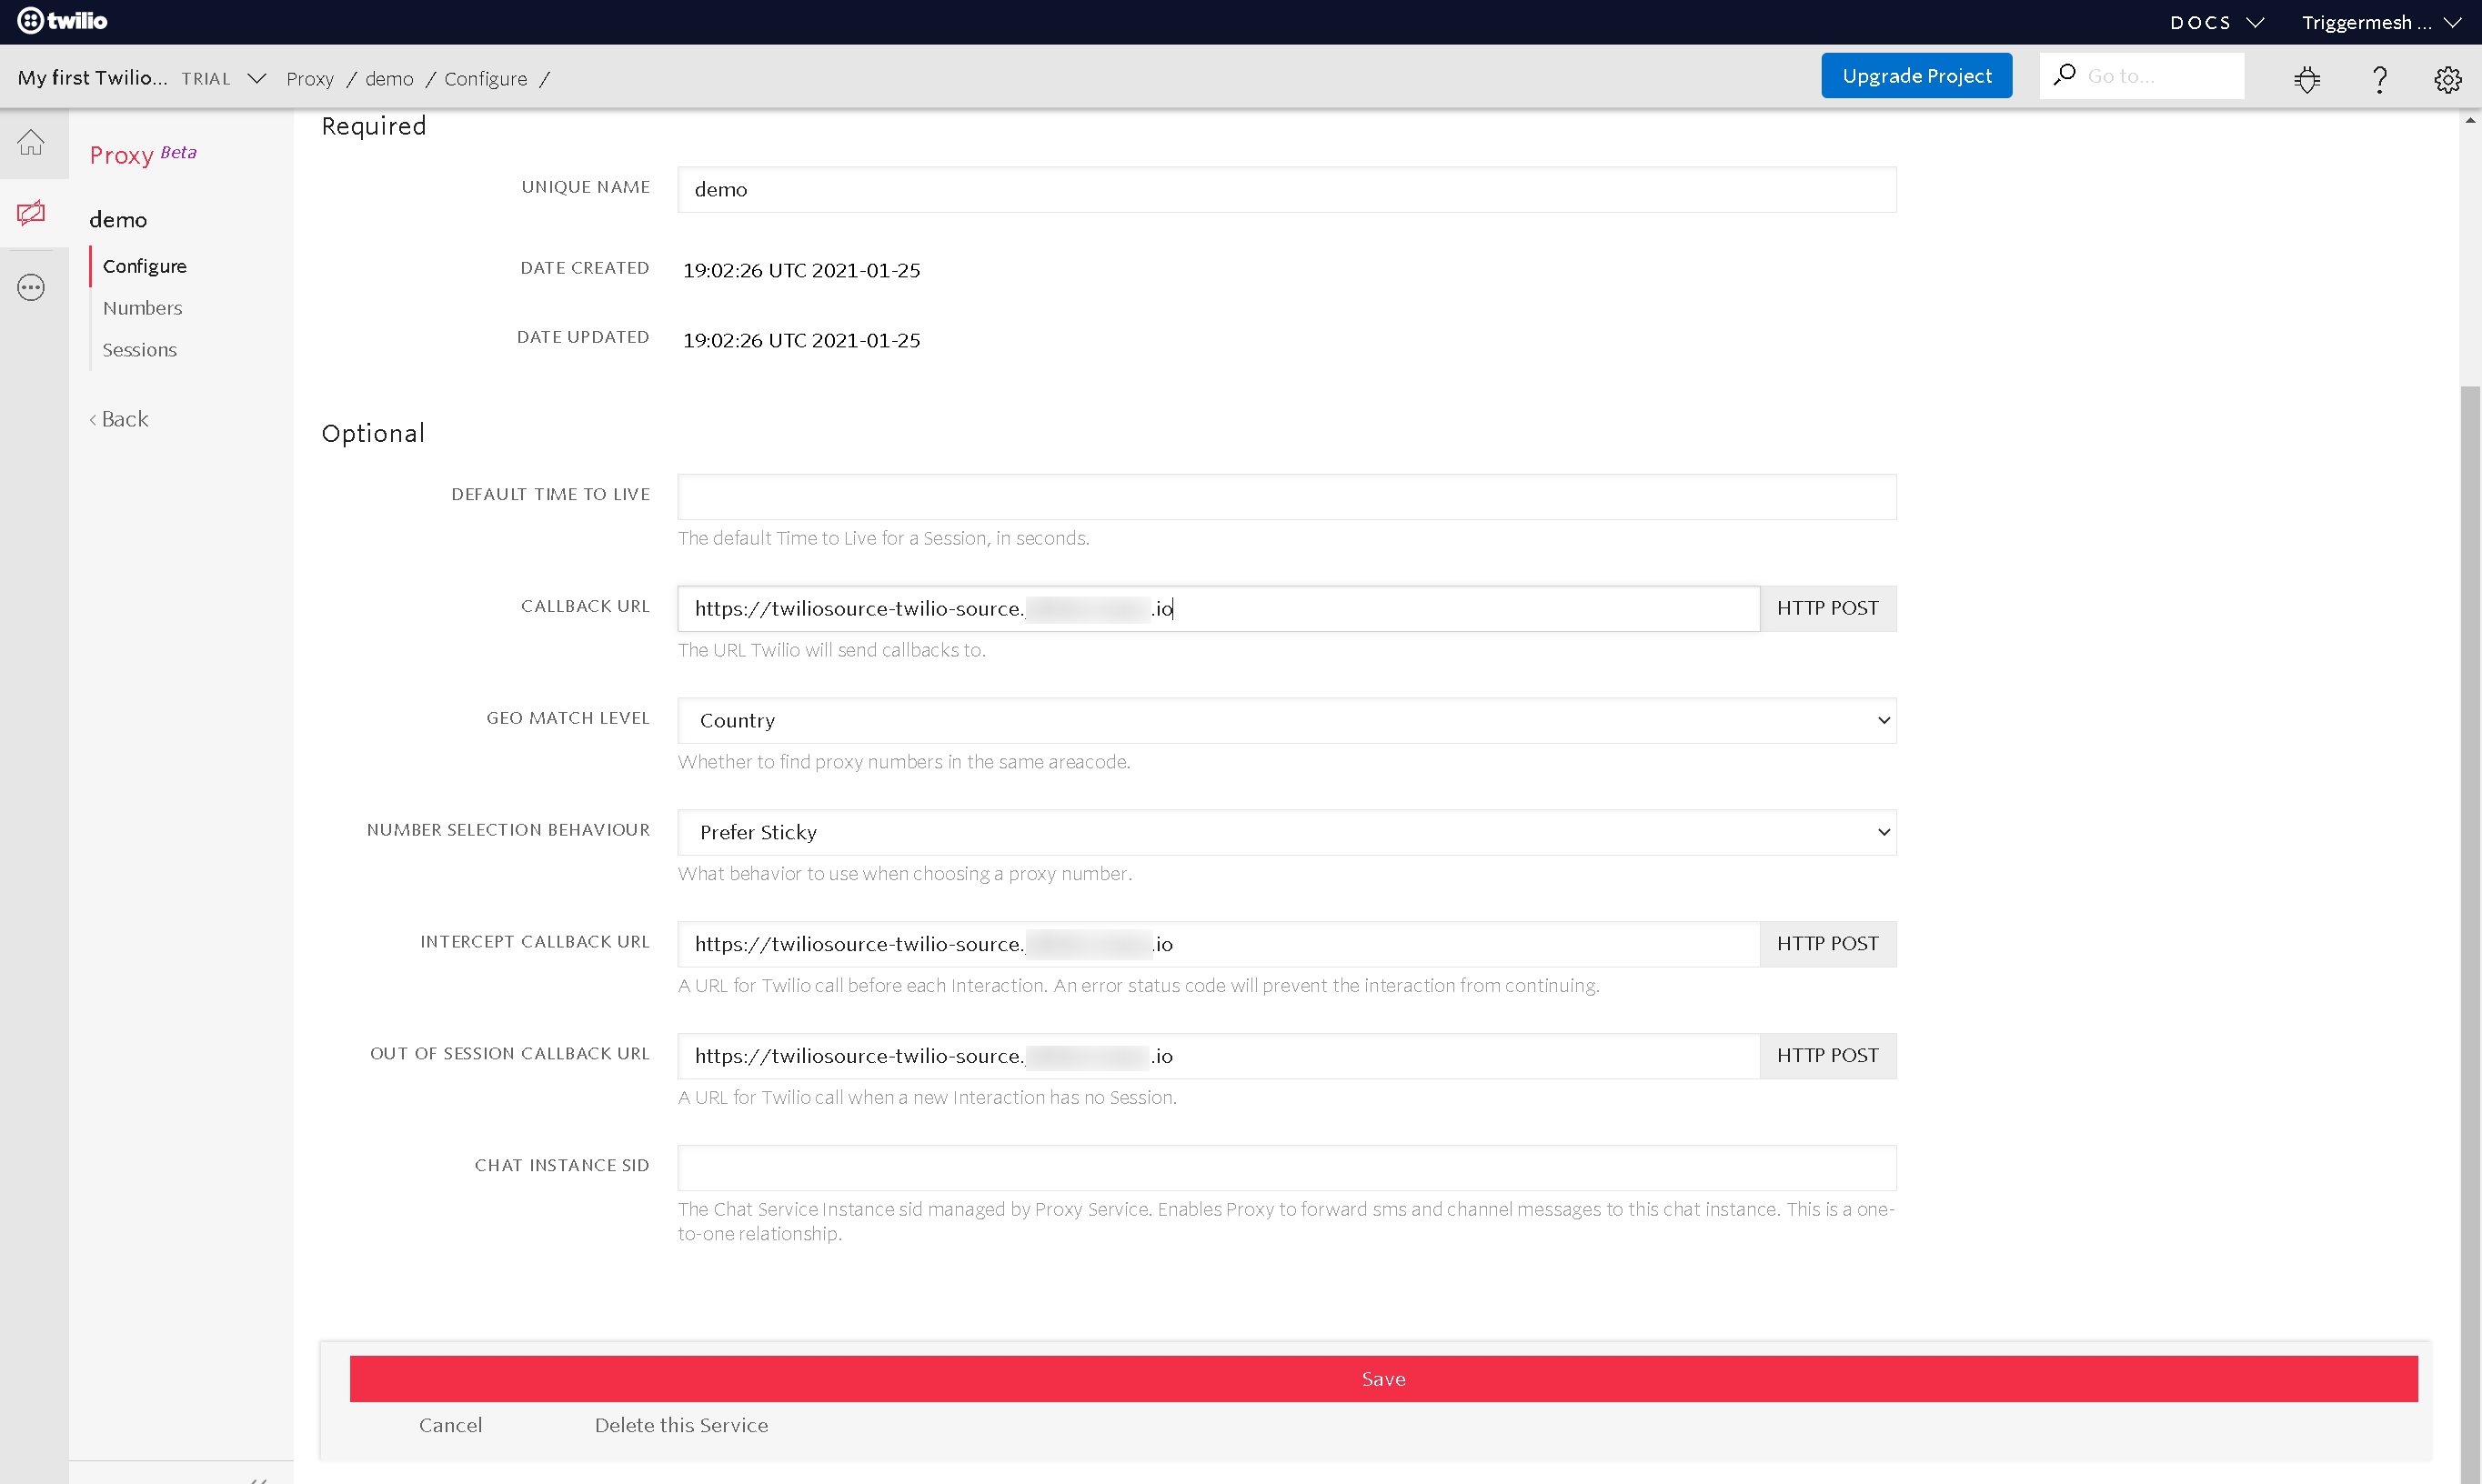 twilio DOCS Triggermesh ...
My first Twilio... TRIAL Proxy / demo / Configure / Upgrade Project Go to... ?
Proxy Beta
demo
Configure
Numbers
Sessions
‹ Back
Required
UNIQUE NAME demo
DATE CREATED 19:02:26 UTC 2021-01-25
DATE UPDATED 19:02:26 UTC 2021-01-25
Optional
DEFAULT TIME TO LIVE
The default Time to Live for a Session, in seconds.
CALLBACK URL https://twiliosource-twilio-source. .io HTTP POST
The URL Twilio will send callbacks to.
GEO MATCH LEVEL Country
Whether to find proxy numbers in the same areacode.
NUMBER SELECTION BEHAVIOUR Prefer Sticky
What behavior to use when choosing a proxy number.
INTERCEPT CALLBACK URL https://twiliosource-twilio-source. .io HTTP POST
A URL for Twilio call before each Interaction. An error status code will prevent the interaction from continuing.
OUT OF SESSION CALLBACK URL https://twiliosource-twilio-source. .io HTTP POST
A URL for Twilio call when a new Interaction has no Session.
CHAT INSTANCE SID
The Chat Service Instance sid managed by Proxy Service. Enables Proxy to forward sms and channel messages to this chat instance. This is a one-
to-one relationship.
Save
Cancel Delete this Service